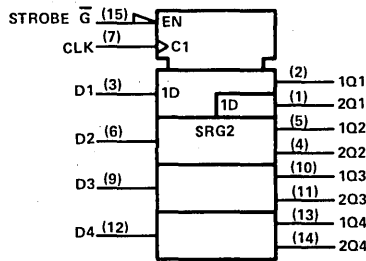 STROBE G̅ (15) EN
CLK (7) C1
D1 (3) 1D (2) 1Q1
1D (1) 2Q1
SRG2 (5) 1Q2
D2 (6) (4) 2Q2
(10) 1Q3
D3 (9) (11) 2Q3
(13) 1Q4
D4 (12) (14) 2Q4